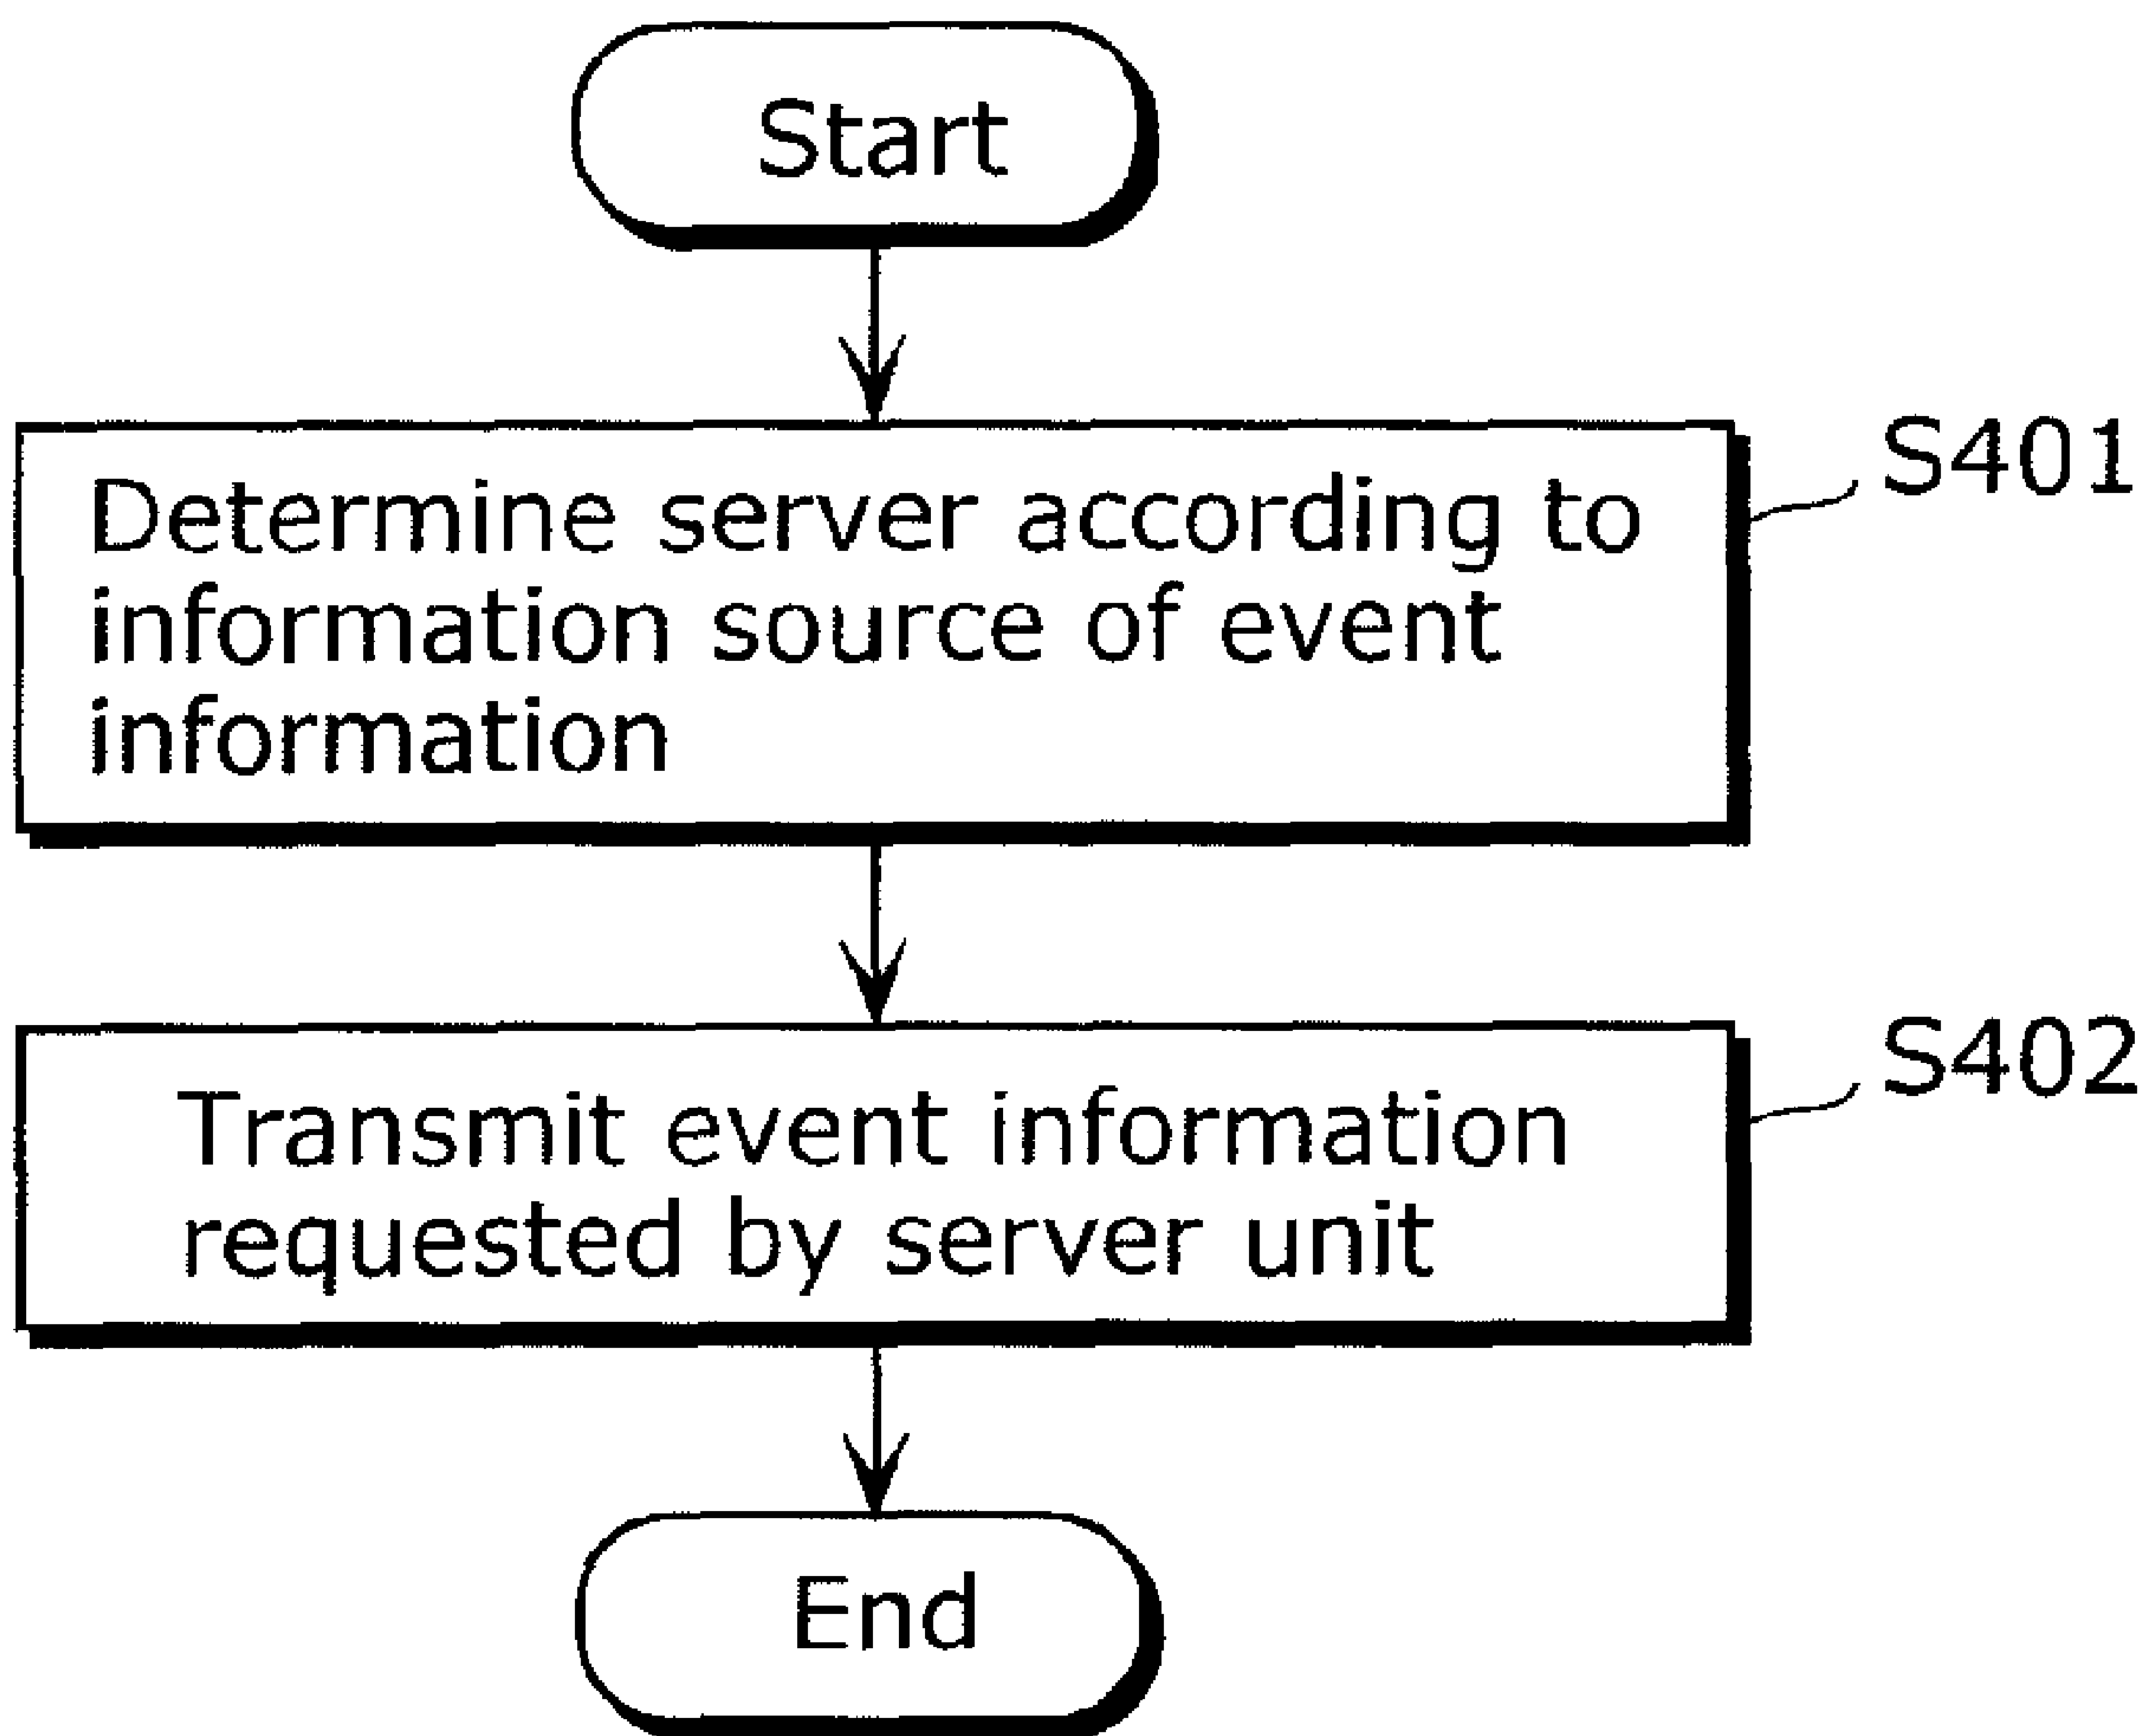 Start
Determine server according to
information source of event
information
S401
Transmit event information
requested by server unit
S402
End